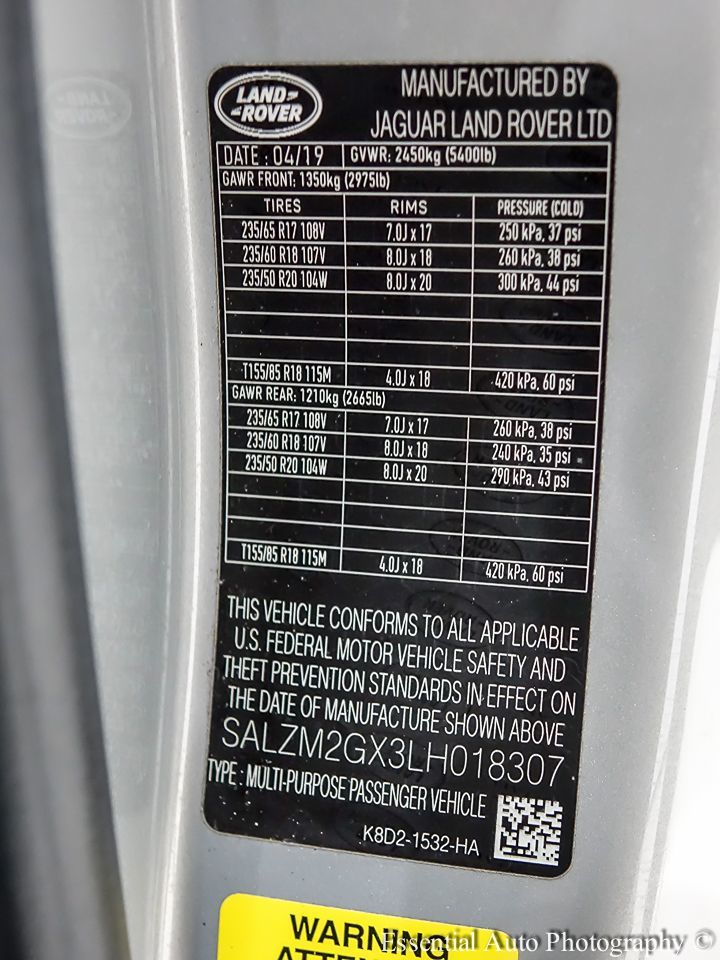 LAND
ROVER
MANUFACTURED BY
JAGUAR LAND ROVER LTD
DATE : 04/19 GVWR: 2450kg (5400lb)
GAWR FRONT: 1350kg (2975lb)
TIRES RIMS PRESSURE (COLD)
235/65 R17 108V 7.0J x 17 250 kPa, 37 psi
235/60 R18 107V 8.0J x 18 260 kPa, 38 psi
235/50 R20 104W 8.0J x 20 300 kPa, 44 psi
T155/85 R18 115M 4.0J x 18 420 kPa, 60 psi
GAWR REAR: 1210kg (2665lb)
235/65 R17 108V 7.0J x 17 260 kPa, 38 psi
235/60 R18 107V 8.0J x 18 240 kPa, 35 psi
235/50 R20 104W 8.0J x 20 290 kPa, 43 psi
T155/85 R18 115M 4.0J x 18 420 kPa, 60 psi
THIS VEHICLE CONFORMS TO ALL APPLICABLE
U.S. FEDERAL MOTOR VEHICLE SAFETY AND
THEFT PREVENTION STANDARDS IN EFFECT ON
THE DATE OF MANUFACTURE SHOWN ABOVE
SALZM2GX3LH018307
TYPE : MULTI-PURPOSE PASSENGER VEHICLE
K8D2-1532-HA
WARNING
Essential Auto Photography ©